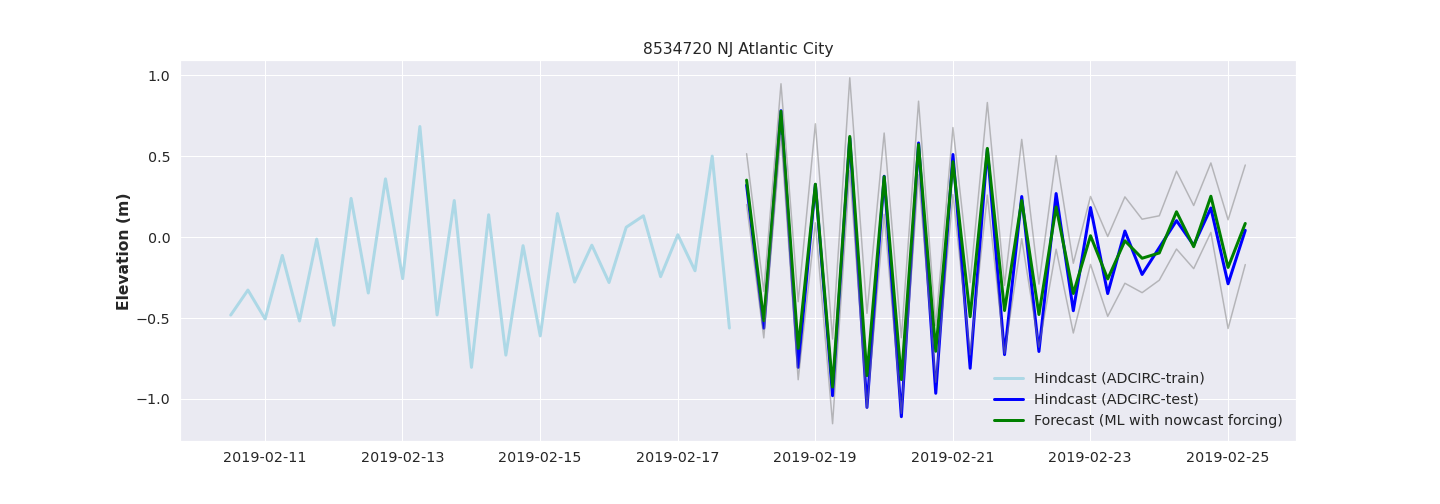 8534720 NJ Atlantic City
Elevation (m)
1.0
0.5
0.0
−0.5
−1.0
Hindcast (ADCIRC-train)
Hindcast (ADCIRC-test)
Forecast (ML with nowcast forcing)
2019-02-11 2019-02-13 2019-02-15 2019-02-17 2019-02-19 2019-02-21 2019-02-23 2019-02-25